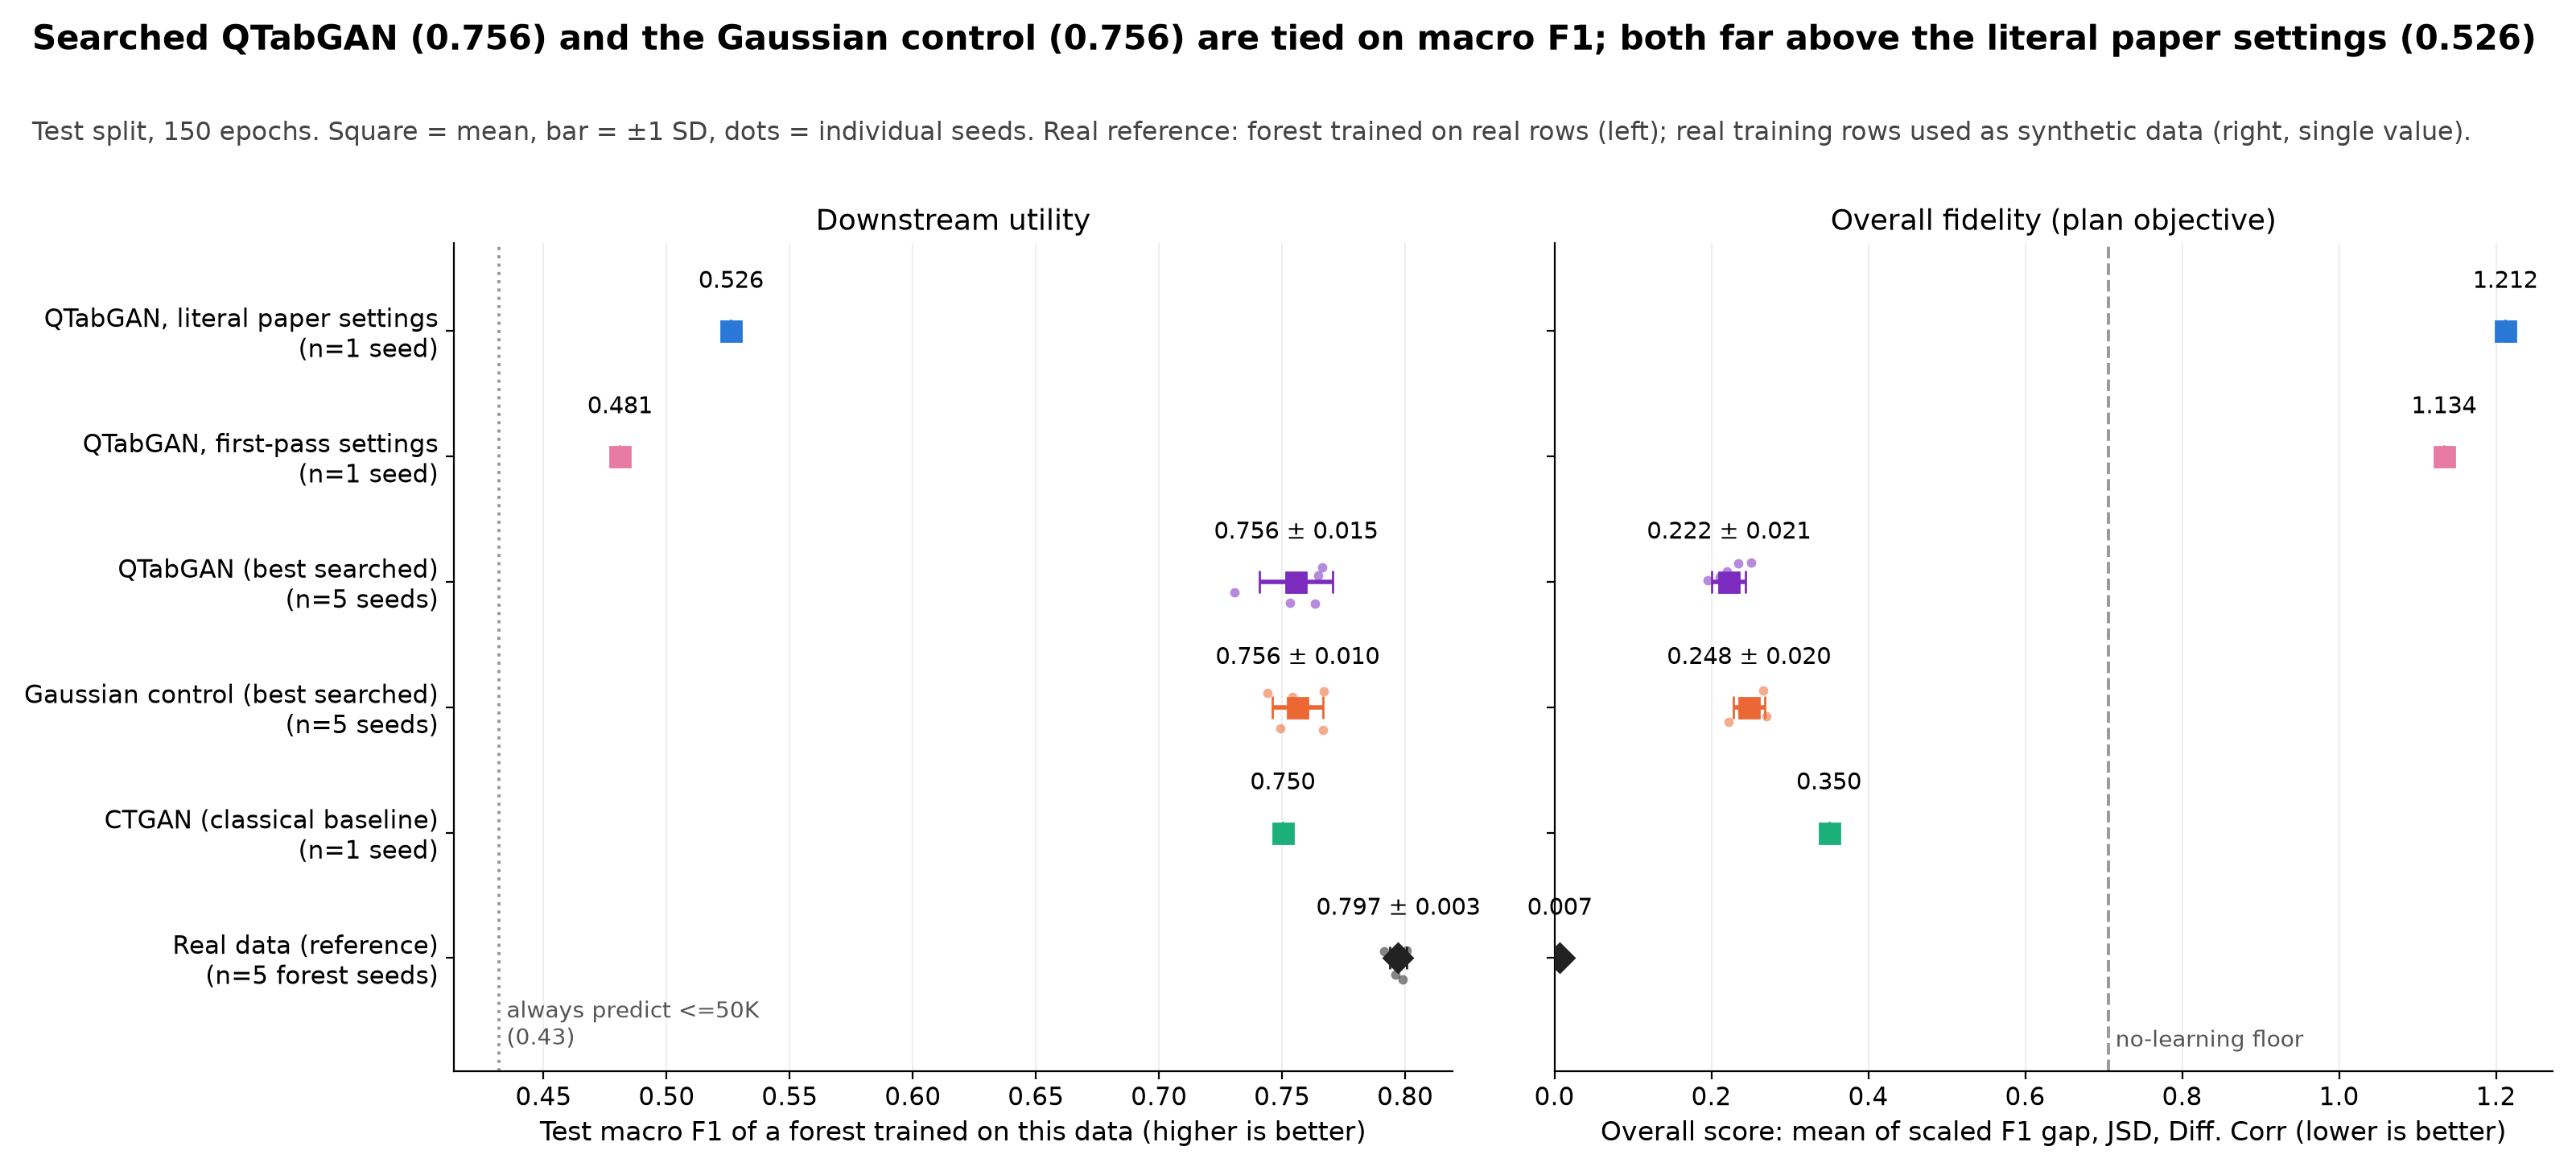 Searched QTabGAN (0.756) and the Gaussian control (0.756) are tied on macro F1; both far above the literal paper settings (0.526)
Test split, 150 epochs. Square = mean, bar = ±1 SD, dots = individual seeds. Real reference: forest trained on real rows (left); real training rows used as synthetic data (right, single value).
Downstream utility
QTabGAN, literal paper settings
(n=1 seed)
QTabGAN, first-pass settings
(n=1 seed)
QTabGAN (best searched)
(n=5 seeds)
Gaussian control (best searched)
(n=5 seeds)
CTGAN (classical baseline)
(n=1 seed)
Real data (reference)
(n=5 forest seeds)
0.526
0.481
0.756 ± 0.015
0.756 ± 0.010
0.750
0.797 ± 0.003
always predict <=50K
(0.43)
0.45 0.50 0.55 0.60 0.65 0.70 0.75 0.80
Test macro F1 of a forest trained on this data (higher is better)
Overall fidelity (plan objective)
1.212
1.134
0.222 ± 0.021
0.248 ± 0.020
0.350
0.007
no-learning floor
0.0 0.2 0.4 0.6 0.8 1.0 1.2
Overall score: mean of scaled F1 gap, JSD, Diff. Corr (lower is better)